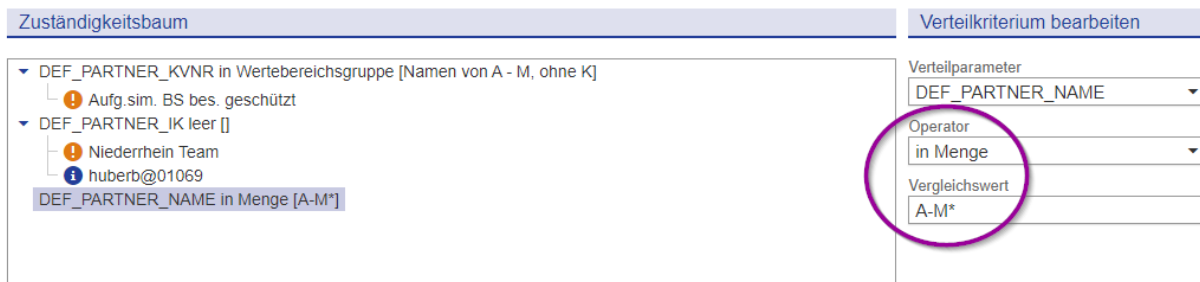 Zuständigkeitsbaum
DEF_PARTNER_KVNR in Wertebereichsgruppe [Namen von A - M, ohne K]
Aufg.sim. BS bes. geschützt
DEF_PARTNER_IK leer []
Niederrhein Team
huberb@01069
DEF_PARTNER_NAME in Menge [A-M*]
Verteilkriterium bearbeiten
Verteilparameter
DEF_PARTNER_NAME
Operator
in Menge
Vergleichswert
A-M*